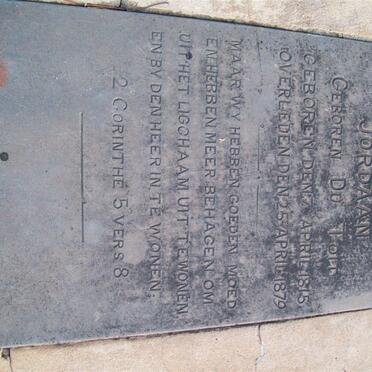 JORDAAN
GEBOREN DU TOIT
GEBOREN DEN APRIL 1815
OVERLEDEN DEN 25 APRIL 1879
MAAR WY HEBBEN GOEDEN MOED
EN HEBBEN MEER BEHAGEN OM
UIT HET LIGCHAAM UIT TE WONEN
EN BY DEN HEER IN TE WONEN;
2 CORINTHE 5 VERS 8